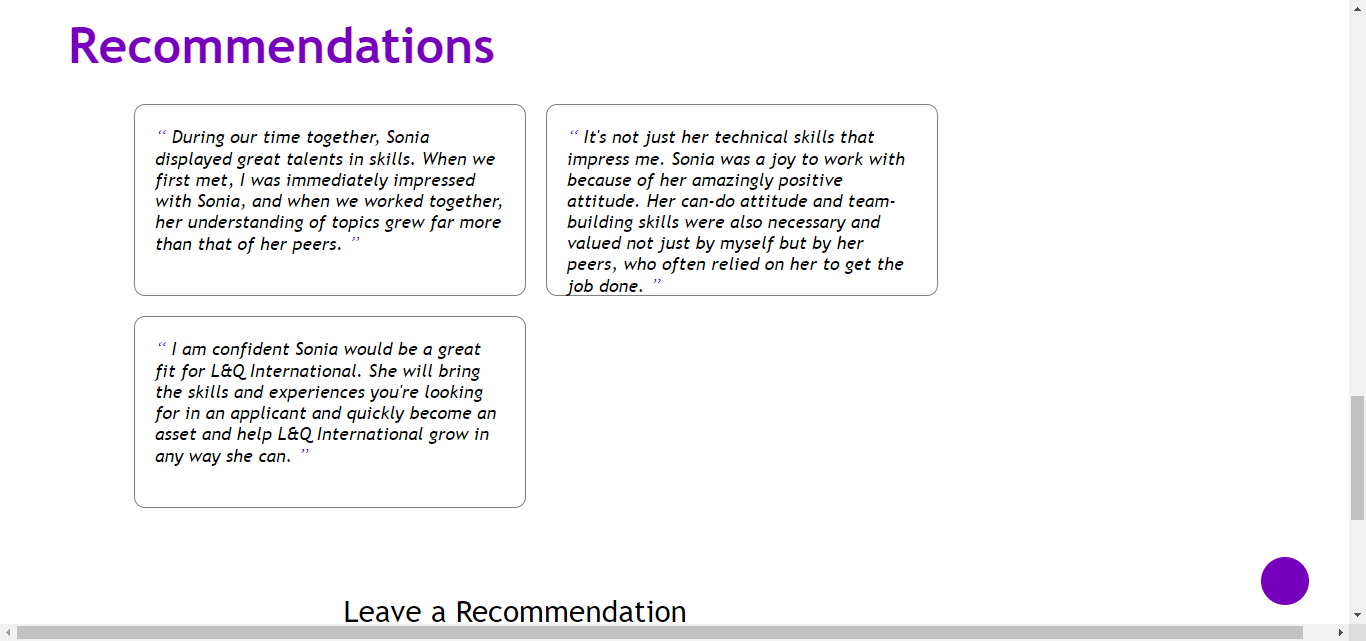 Recommendations
“ During our time together, Sonia
displayed great talents in skills. When we
first met, I was immediately impressed
with Sonia, and when we worked together,
her understanding of topics grew far more
than that of her peers. ”
“ It's not just her technical skills that
impress me. Sonia was a joy to work with
because of her amazingly positive
attitude. Her can-do attitude and team-
building skills were also necessary and
valued not just by myself but by her
peers, who often relied on her to get the
job done. ”
“ I am confident Sonia would be a great
fit for L&Q International. She will bring
the skills and experiences you're looking
for in an applicant and quickly become an
asset and help L&Q International grow in
any way she can. ”
Leave a Recommendation